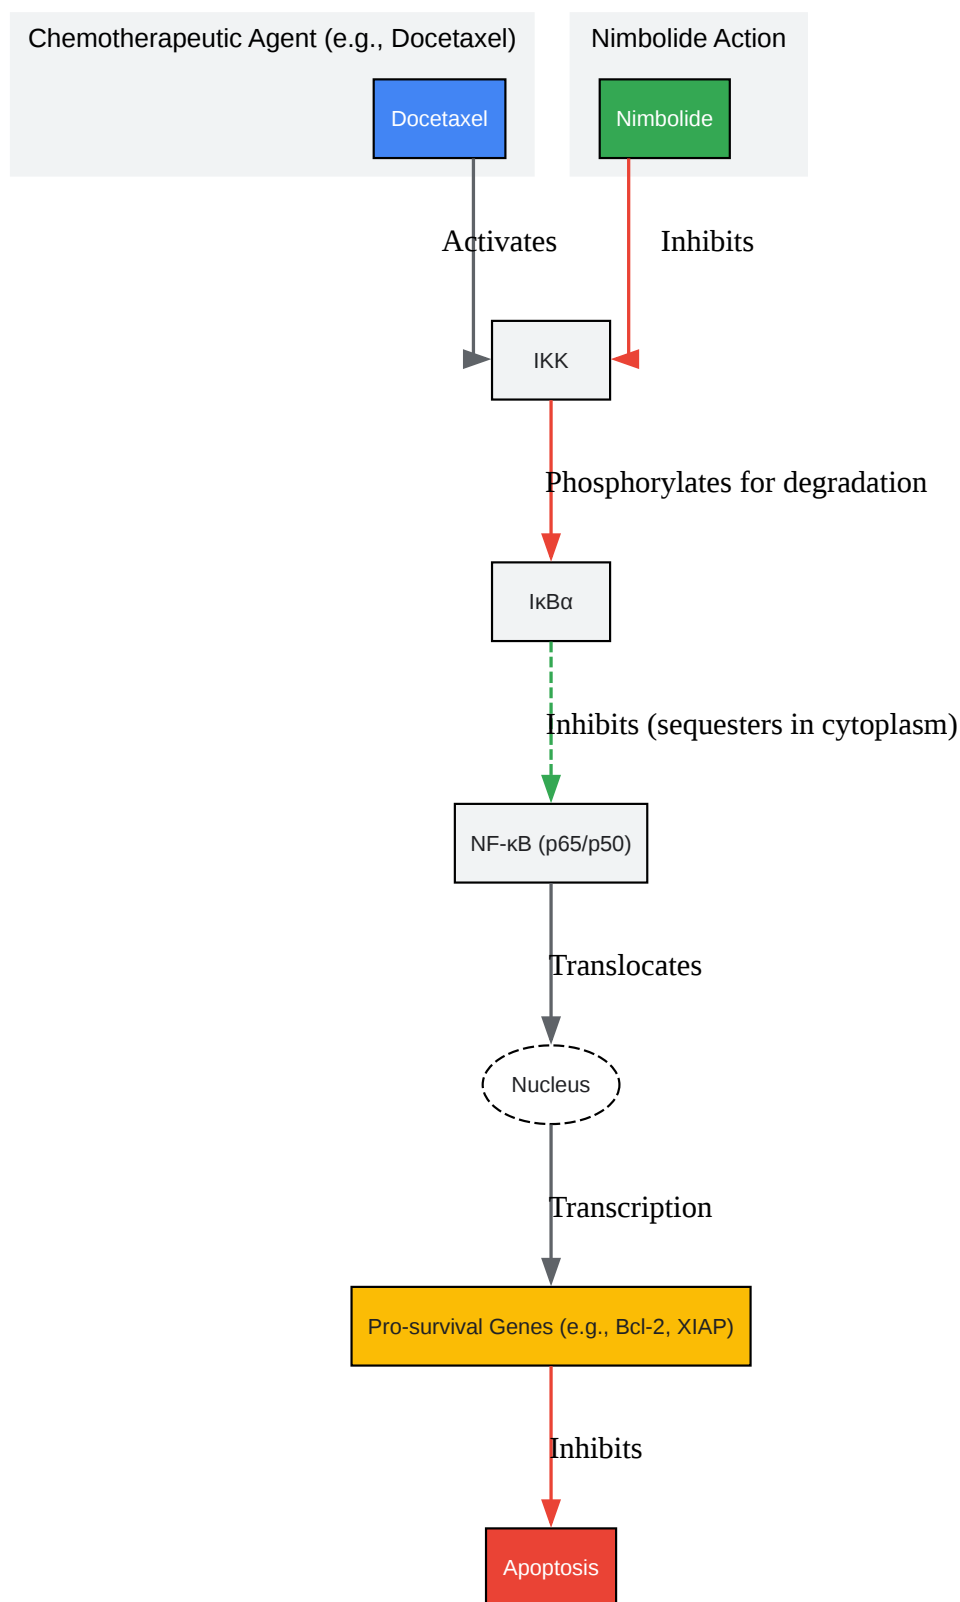 Chemotherapeutic Agent (e.g., Docetaxel)
Nimbolide Action
Docetaxel
Nimbolide
Activates
Inhibits
IKK
Phosphorylates for degradation
IκBα
Inhibits (sequesters in cytoplasm)
NF-κB (p65/p50)
Translocates
Nucleus
Transcription
Pro-survival Genes (e.g., Bcl-2, XIAP)
Inhibits
Apoptosis